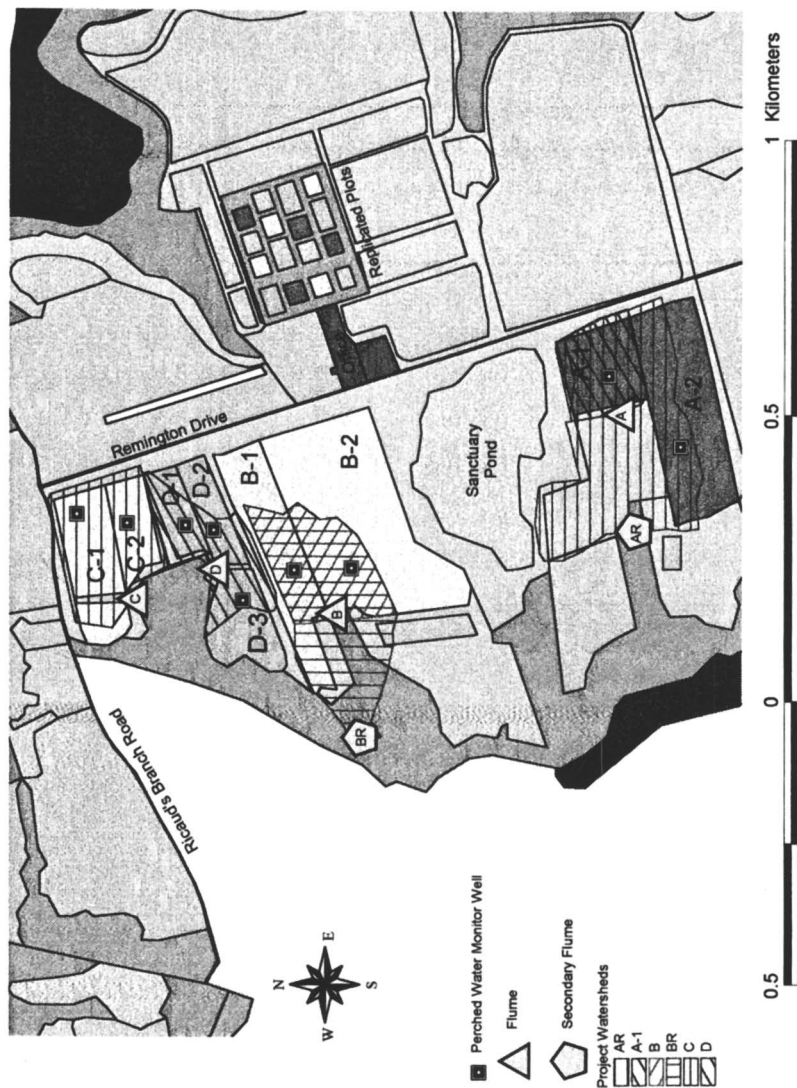 Ricaud's Branch Road
Remington Drive
Replicated Plots
C-1
C-2
D-1
D-2
D-3
B-1
B-2
C
D
B
BR
Sanctuary
Pond
A-1
A-2
A
AR
N
W
E
S
Perched Water Monitor Well
Flume
Secondary Flume
Project Watersheds
AR
A-1
B
BR
C
D
0.5
0
0.5
1 Kilometers